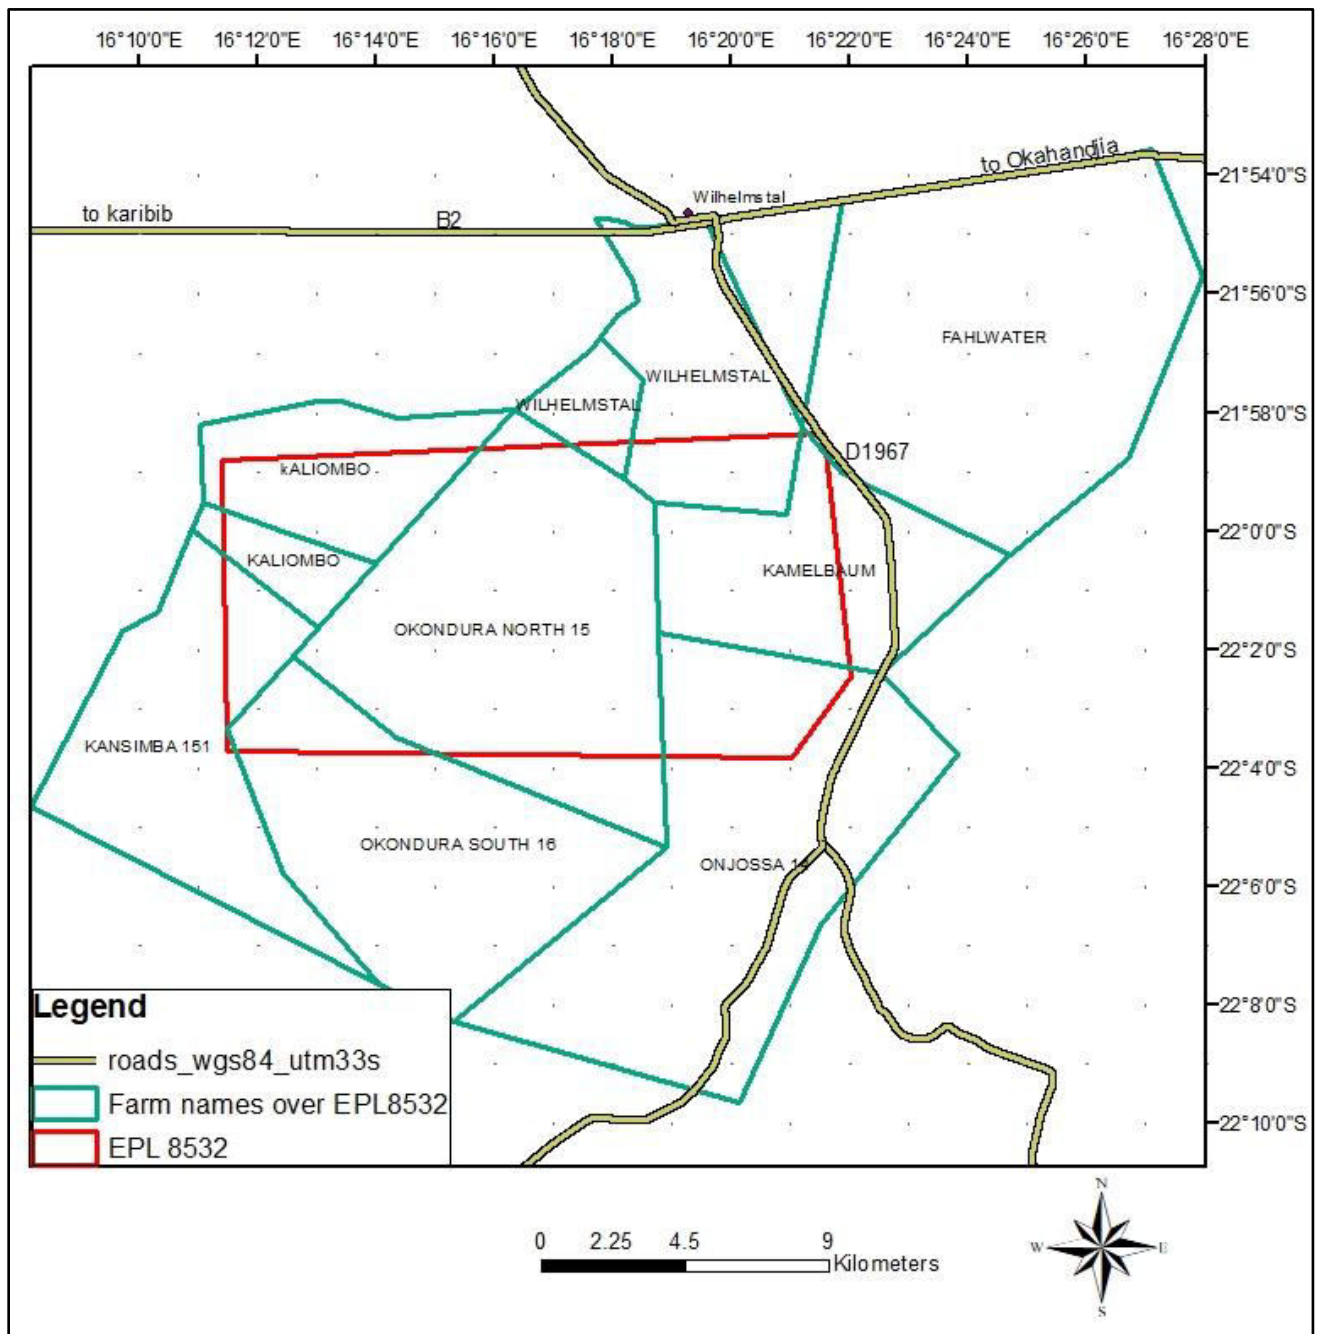 16°10'0"E 16°12'0"E 16°14'0"E 16°16'0"E 16°18'0"E 16°20'0"E 16°22'0"E 16°24'0"E 16°26'0"E 16°28'0"E
21°54'0"S
to Okahandjia
Wilhelmstal
to karibib
B2
21°56'0"S
FAHLWATER
WILHELMSTAL
WILHELMSTAL
21°58'0"S
D1967
kALIOMBO
22°0'0"S
KALIOMBO
KAMELBAUM
OKONDURA NORTH 15
22°2'0"S
KANSIMBA 151
22°4'0"S
OKONDURA SOUTH 16
ONJOSSA 14
22°6'0"S
22°8'0"S
Legend
roads_wgs84_utm33s
Farm names over EPL8532
EPL 8532
22°10'0"S
N
W E
S
0 2.25 4.5 9
Kilometers